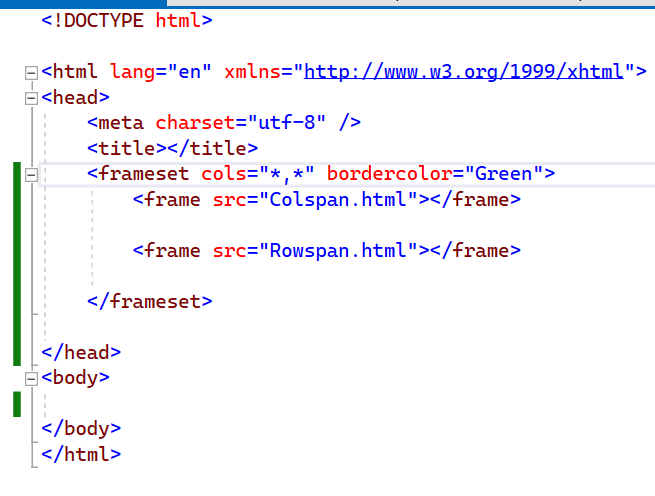 <!DOCTYPE html>
<html lang="en" xmlns="http://www.w3.org/1999/xhtml">
<head>
<meta charset="utf-8" />
<title></title>
<frameset cols="*,*" bordercolor="Green">
<frame src="Colspan.html"></frame>
<frame src="Rowspan.html"></frame>
</frameset>
</head>
<body>
</body>
</html>